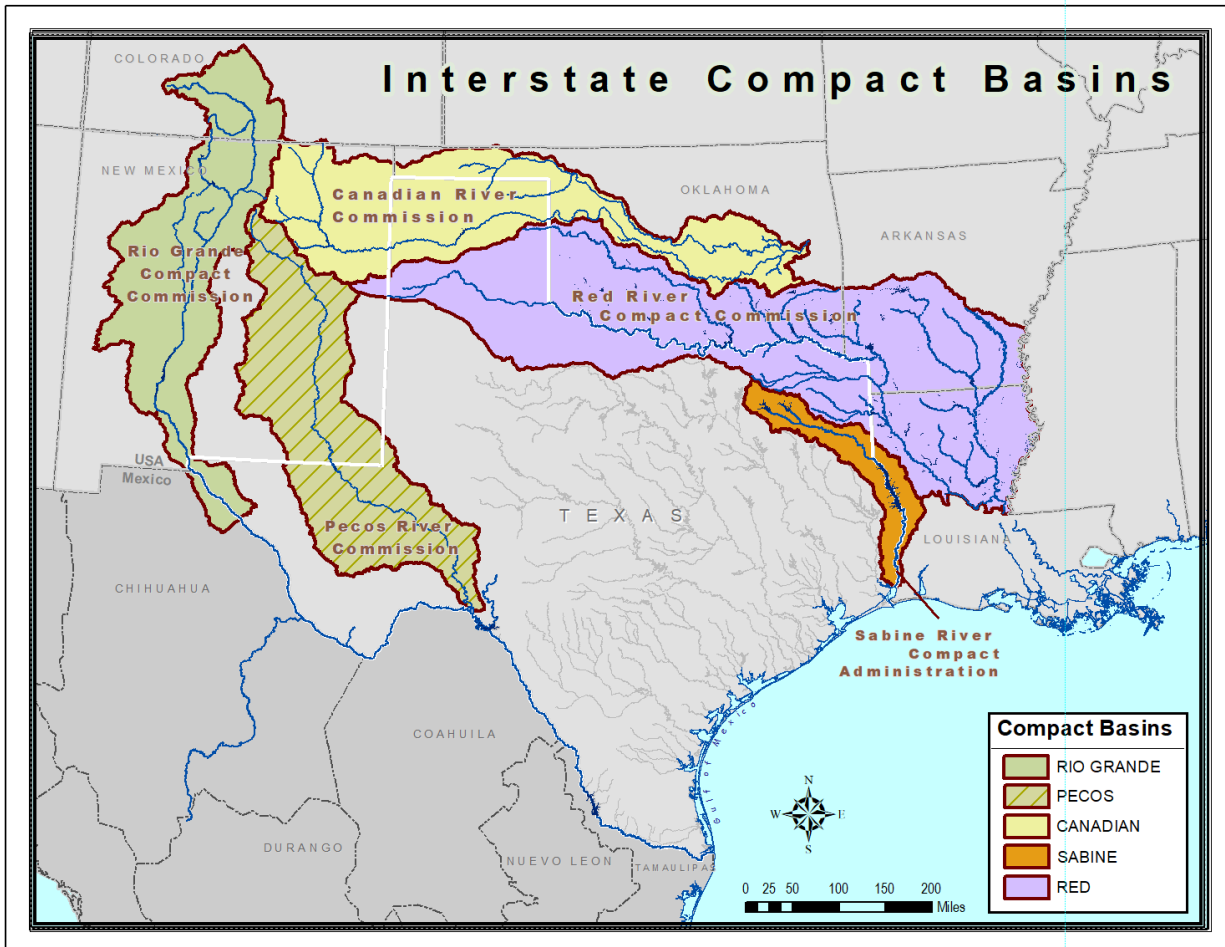 Interstate Compact Basins
COLORADO
NEW MEXICO
OKLAHOMA
ARKANSAS
Canadian River
Commission
Rio Grande
Compact
Commission
Red River
Compact Commission
USA
Mexico
TEXAS
Pecos River
Commission
LOUISIANA
CHIHUAHUA
Sabine River
Compact
Administration
COAHUILA
DURANGO
NUEVO LEON
TAMAULIPAS
Gulf of Mexico
Compact Basins
RIO GRANDE
PECOS
CANADIAN
SABINE
RED
N
W E
S
0 25 50 100 150 200
Miles